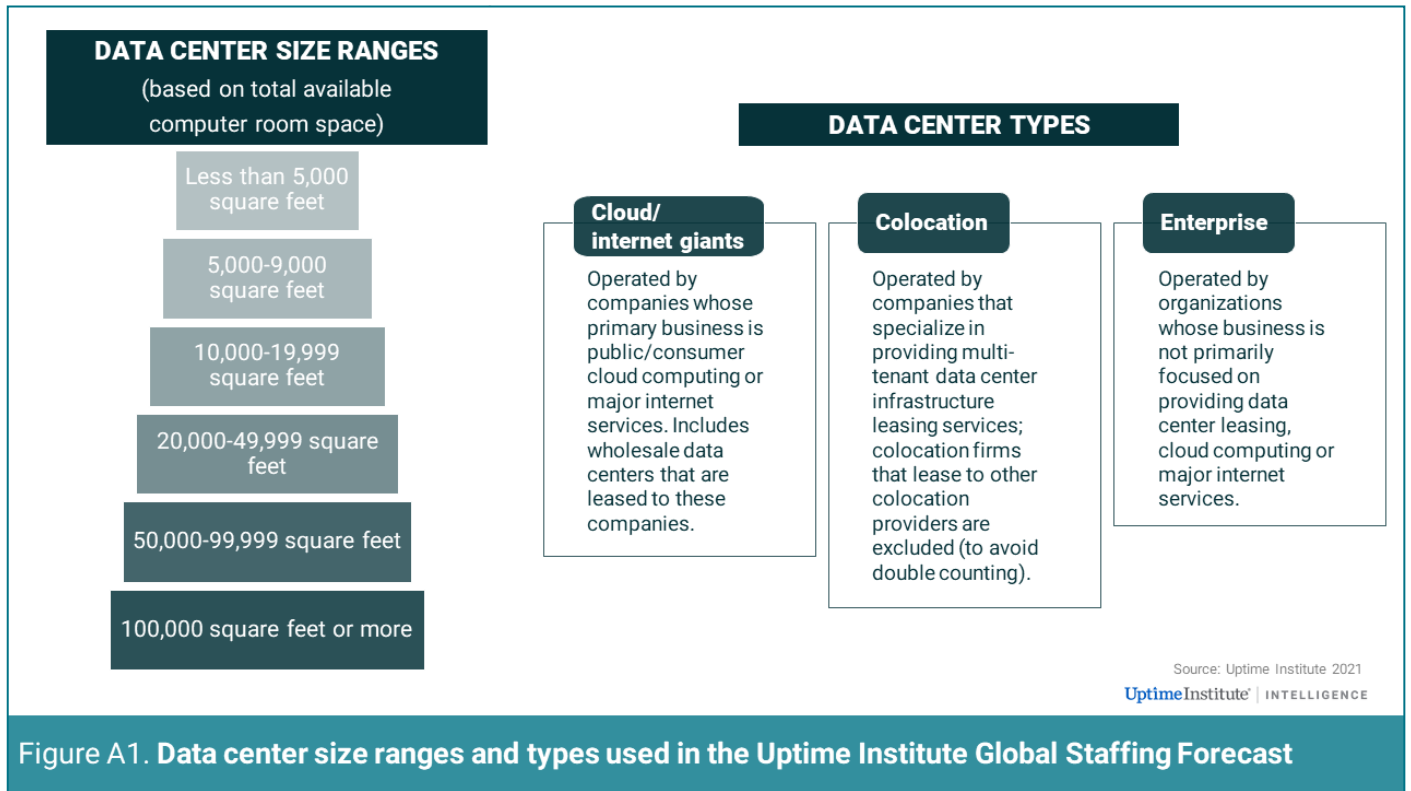 DATA CENTER SIZE RANGES
(based on total available
computer room space)
Less than 5,000
square feet
5,000-9,000
square feet
10,000-19,999
square feet
20,000-49,999 square
feet
50,000-99,999 square feet
100,000 square feet or more
DATA CENTER TYPES
Cloud/
internet giants
Operated by
companies whose
primary business is
public/consumer
cloud computing or
major internet
services. Includes
wholesale data
centers that are
leased to these
companies.
Colocation
Operated by
companies that
specialize in
providing multi-
tenant data center
infrastructure
leasing services;
colocation firms
that lease to other
colocation
providers are
excluded (to avoid
double counting).
Enterprise
Operated by
organizations
whose business is
not primarily
focused on
providing data
center leasing,
cloud computing or
major internet
services.
Source: Uptime Institute 2021
UptimeInstitute® | INTELLIGENCE
Figure A1. Data center size ranges and types used in the Uptime Institute Global Staffing Forecast